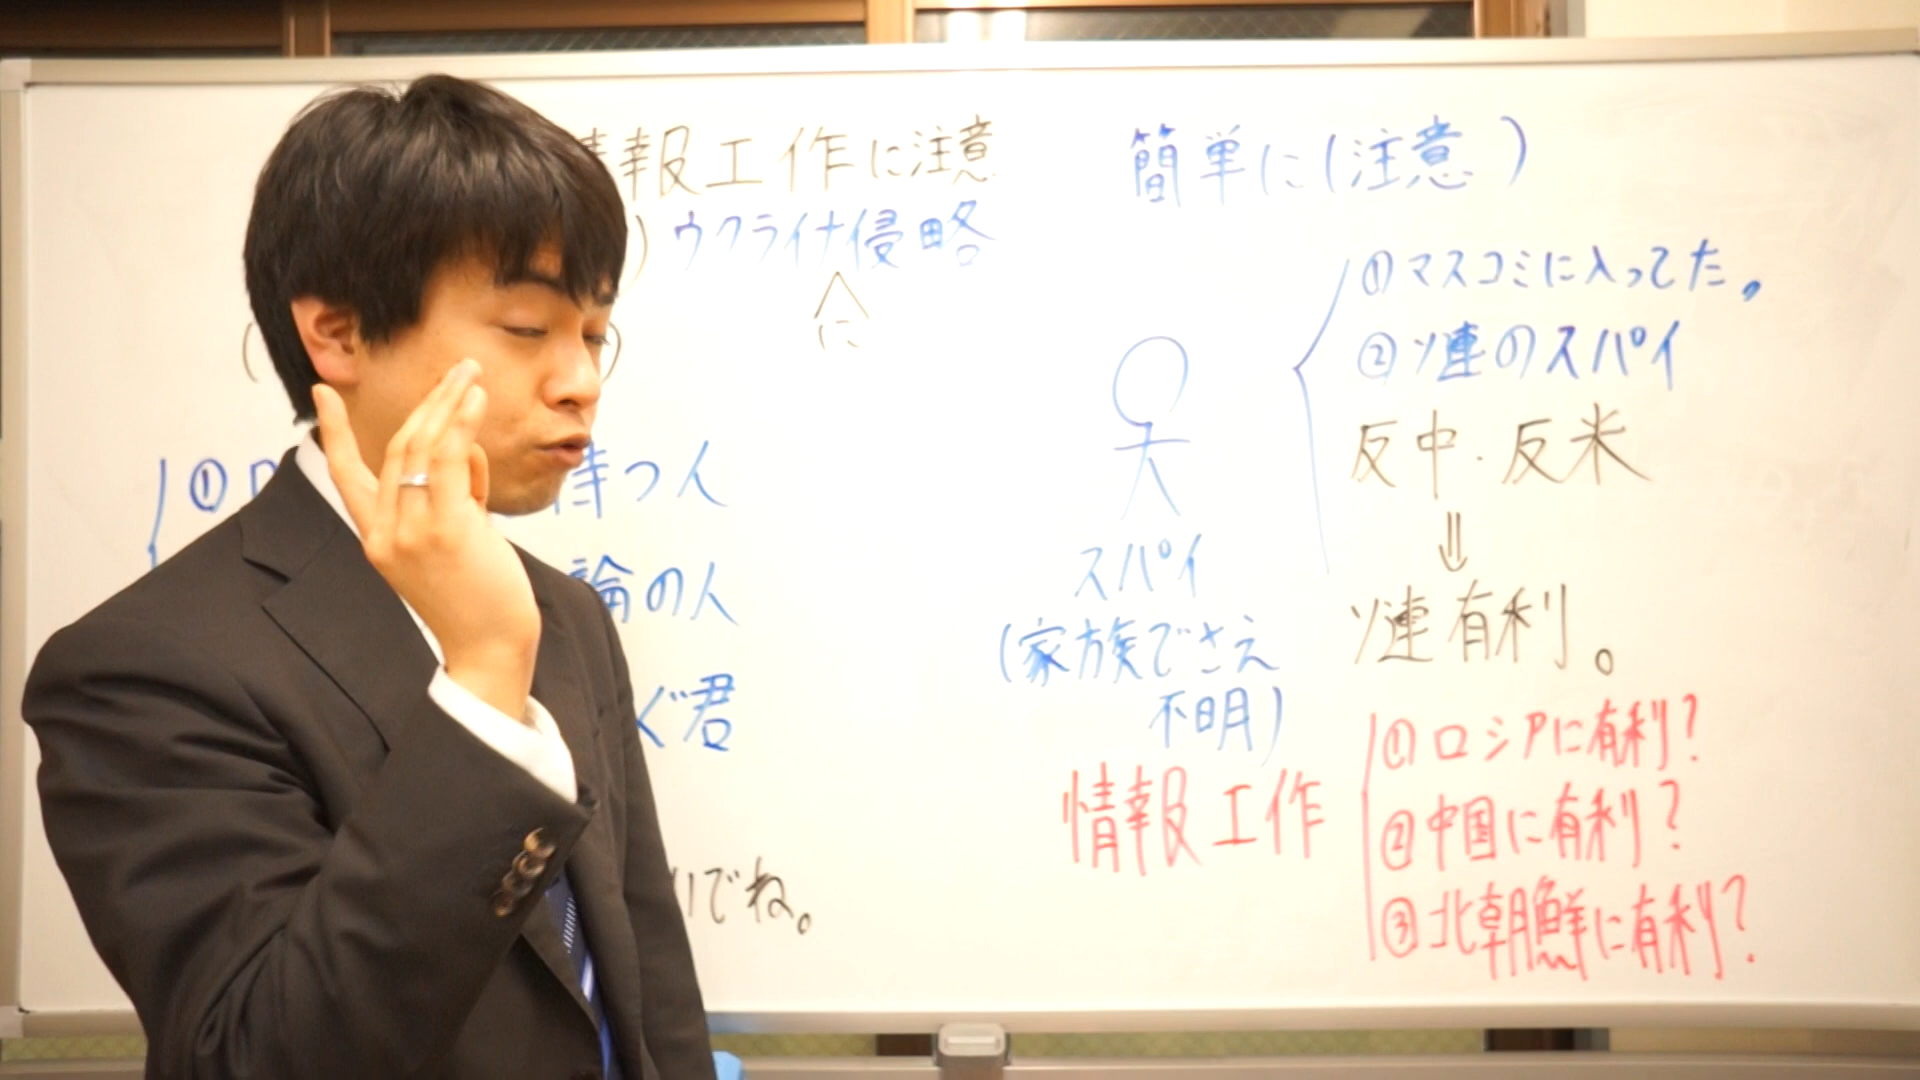 情報工作に注意
) ウクライナ侵略
に
①
待つ人
論の人
ぐ君
いでね。
簡単に(注意)
①マスコミに入ってた。
②ソ連のスパイ
反中・反米
⇓
ソ連有利。
スパイ
(家族でさえ
不明)
情報工作
①ロシアに有利?
②中国に有利?
③北朝鮮に有利?